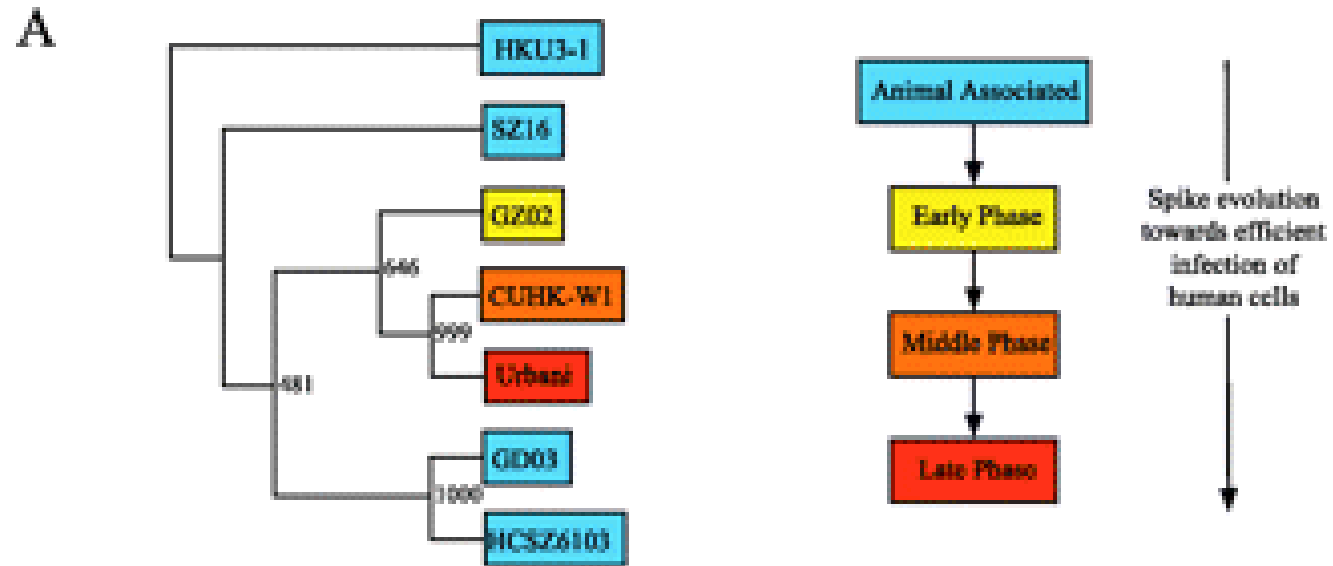 A
HKU3-1
SZ16
GZ02
646
CUHK-W1
999
Urbani
481
GD03
1000
HCSZ6103
Animal Associated
Early Phase
Middle Phase
Late Phase
Spike evolution
towards efficient
infection of
human cells